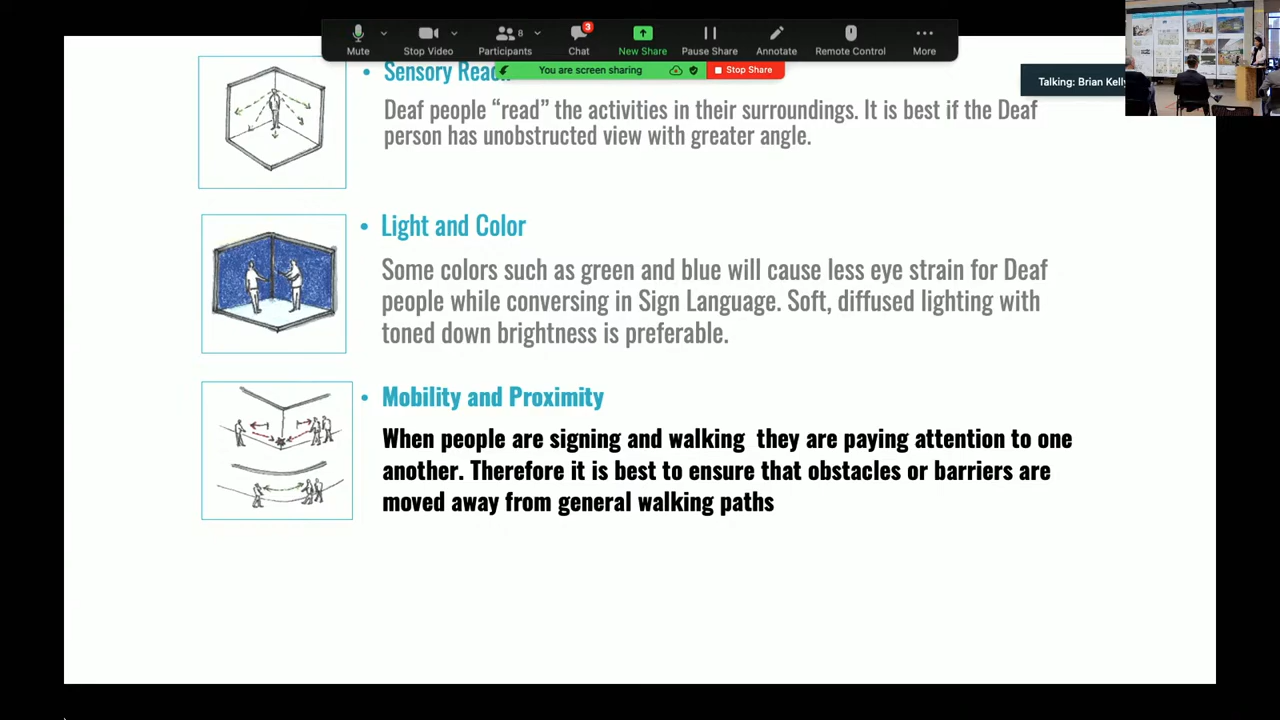 Mute
Stop Video
Participants
8
Chat
3
New Share
Pause Share
Annotate
Remote Control
More
You are screen sharing
Stop Share
Talking: Brian Kelly
• Sensory
Deaf people “read” the activities in their surroundings. It is best if the Deaf
person has unobstructed view with greater angle.
• Light and Color
Some colors such as green and blue will cause less eye strain for Deaf
people while conversing in Sign Language. Soft, diffused lighting with
toned down brightness is preferable.
• Mobility and Proximity
When people are signing and walking they are paying attention to one
another. Therefore it is best to ensure that obstacles or barriers are
moved away from general walking paths